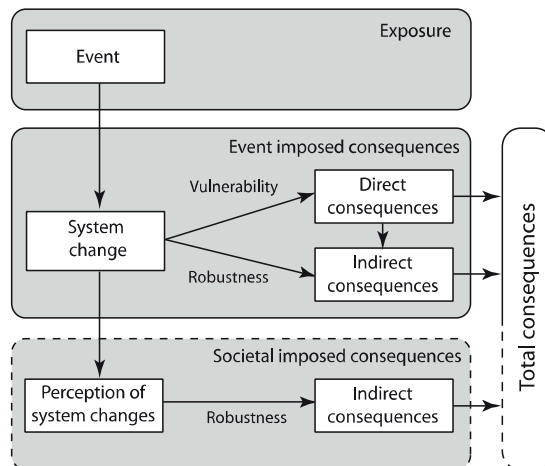 Exposure
Event
Event imposed consequences
Vulnerability
Direct
consequences
System
change
Robustness
Indirect
consequences
Total consequences
Societal imposed consequences
Perception of
system changes
Robustness
Indirect
consequences